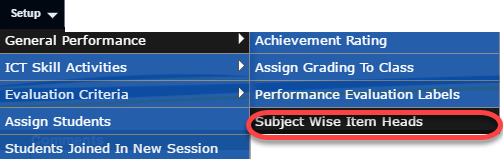 Setup
General Performance
ICT Skill Activities
Evaluation Criteria
Assign Students
Comments
Students Joined In New Session
Achievement Rating
Assign Grading To Class
Performance Evaluation Labels
Subject Wise Item Heads